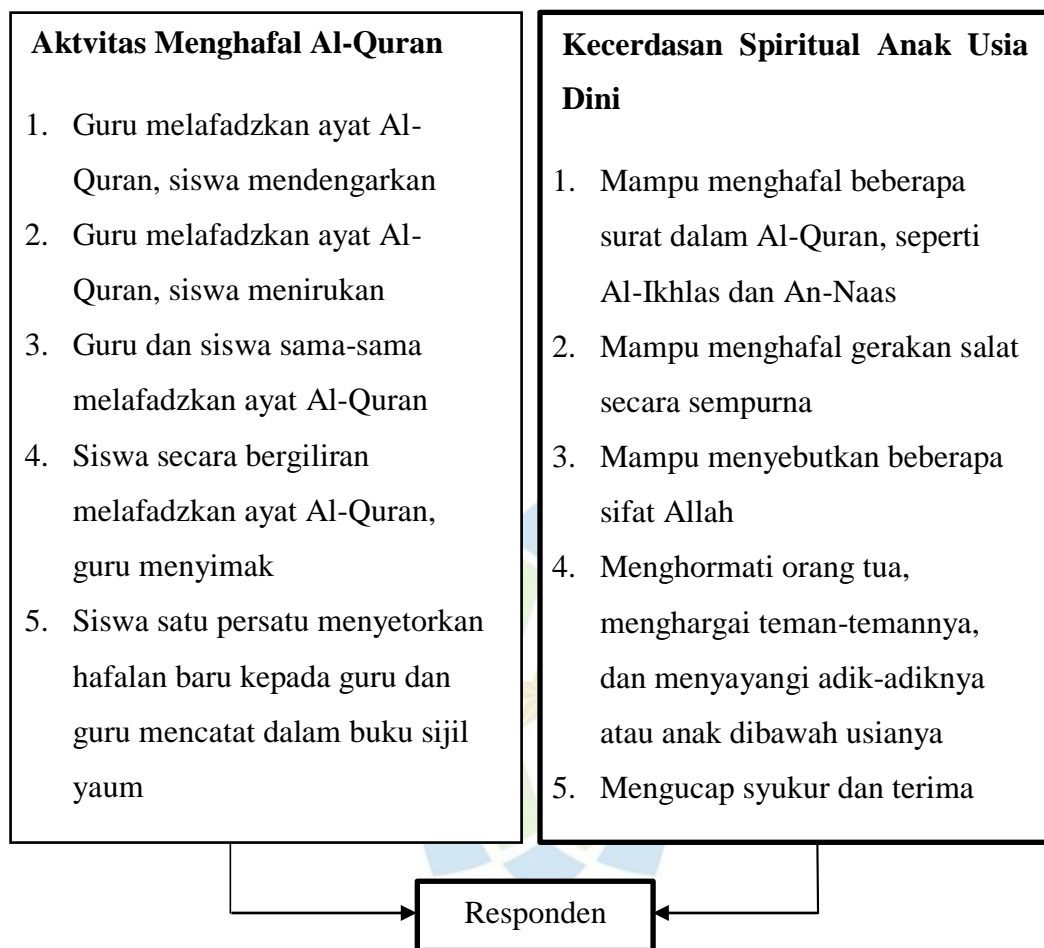 Aktvitas Menghafal Al-Quran
1. Guru melafadzkan ayat Al-
Quran, siswa mendengarkan
2. Guru melafadzkan ayat Al-
Quran, siswa menirukan
3. Guru dan siswa sama-sama
melafadzkan ayat Al-Quran
4. Siswa secara bergiliran
melafadzkan ayat Al-Quran,
guru menyimak
5. Siswa satu persatu menyetorkan
hafalan baru kepada guru dan
guru mencatat dalam buku sijil
yaum
Kecerdasan Spiritual Anak Usia
Dini
1. Mampu menghafal beberapa
surat dalam Al-Quran, seperti
Al-Ikhlas dan An-Naas
2. Mampu menghafal gerakan salat
secara sempurna
3. Mampu menyebutkan beberapa
sifat Allah
4. Menghormati orang tua,
menghargai teman-temannya,
dan menyayangi adik-adiknya
atau anak dibawah usianya
5. Mengucap syukur dan terima
Responden